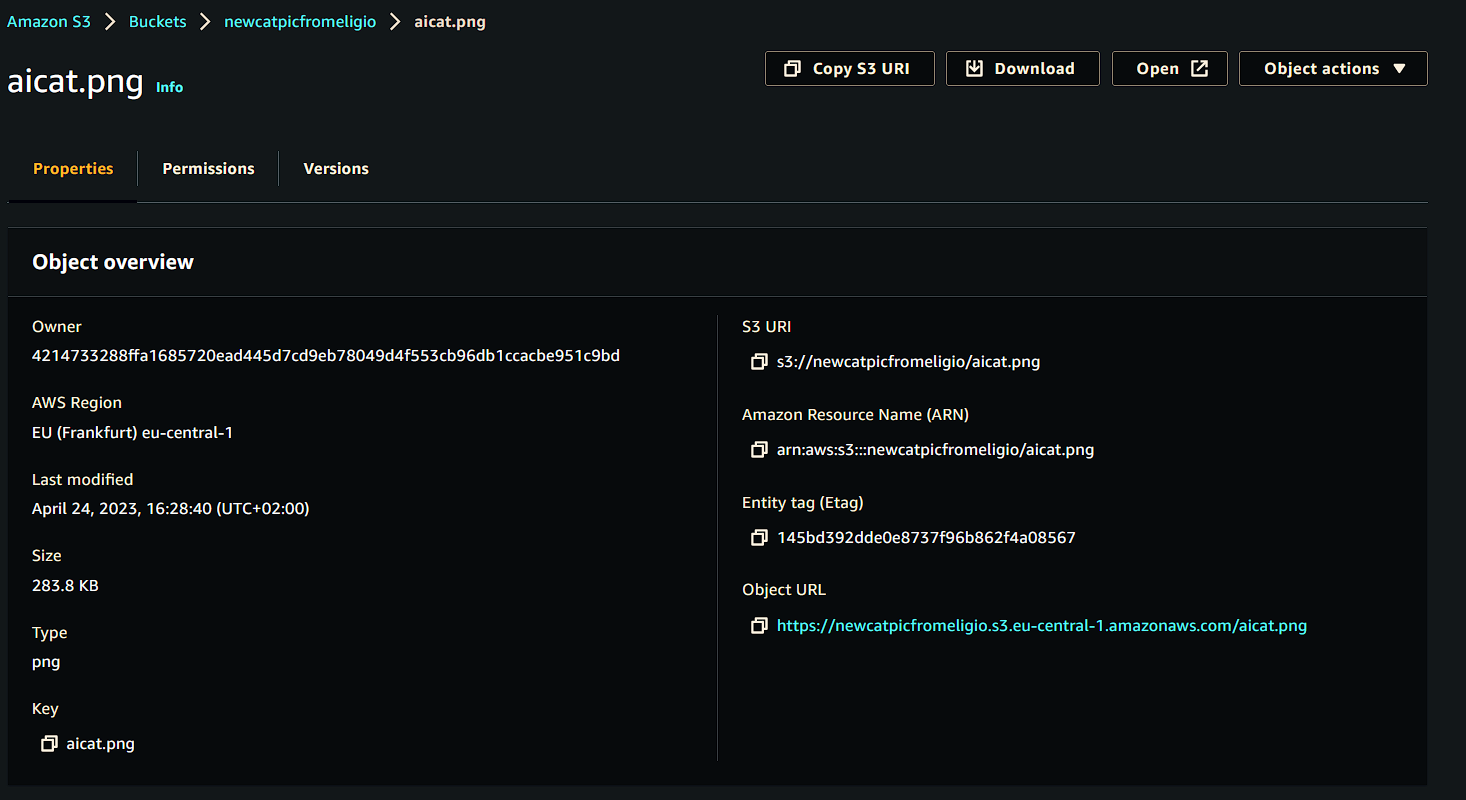 Amazon S3 > Buckets > newcatpicfromeligio > aicat.png
aicat.png Info
Copy S3 URI Download Open Object actions
Properties Permissions Versions
Object overview
Owner
4214733288ffa1685720ead445d7cd9eb78049d4f553cb96db1ccacbe951c9bd
AWS Region
EU (Frankfurt) eu-central-1
Last modified
April 24, 2023, 16:28:40 (UTC+02:00)
Size
283.8 KB
Type
png
Key
aicat.png
S3 URI
s3://newcatpicfromeligio/aicat.png
Amazon Resource Name (ARN)
arn:aws:s3:::newcatpicfromeligio/aicat.png
Entity tag (Etag)
145bd392dde0e8737f96b862f4a08567
Object URL
https://newcatpicfromeligio.s3.eu-central-1.amazonaws.com/aicat.png